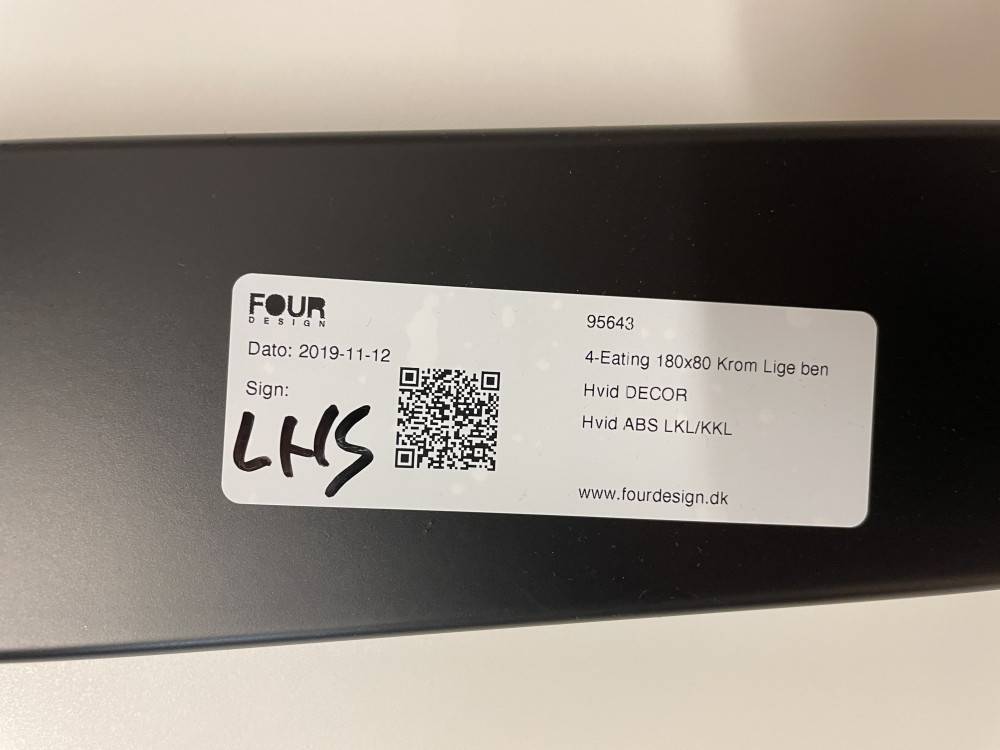 FOUR
DESIGN
Dato: 2019-11-12
Sign:
LHS
95643
4-Eating 180x80 Krom Lige ben
Hvid DECOR
Hvid ABS LKL/KKL
www.fourdesign.dk